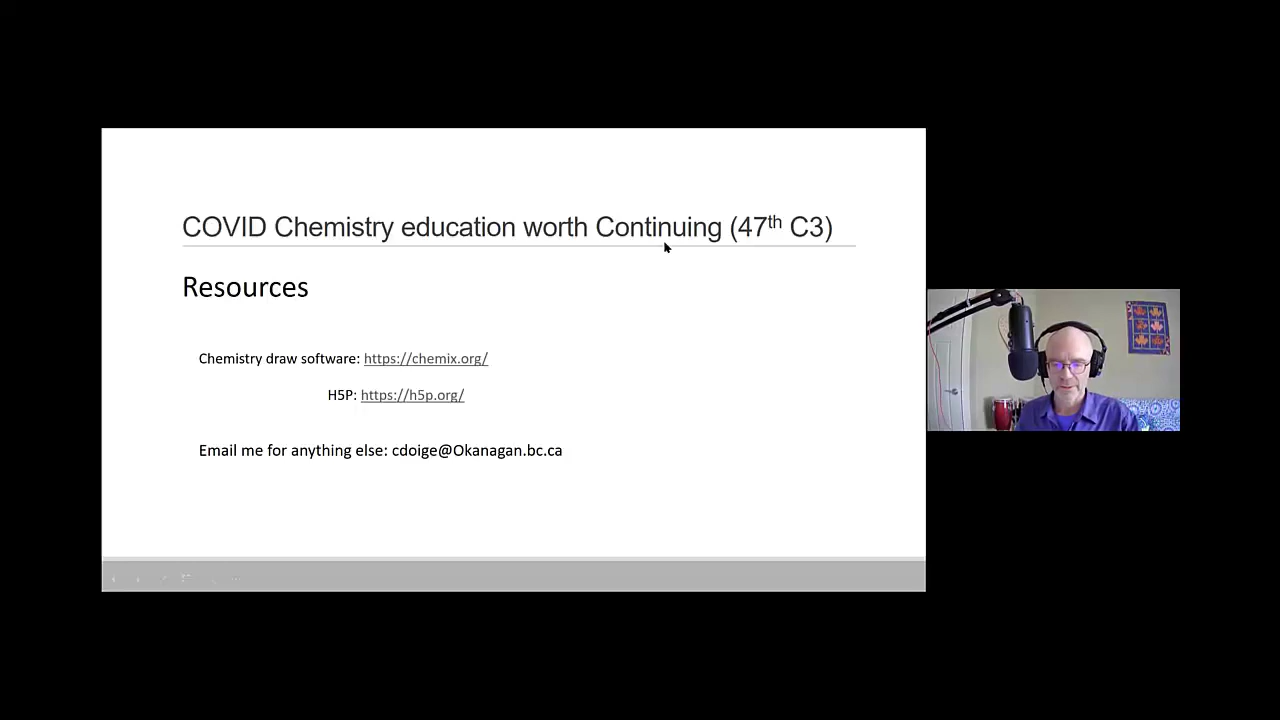 COVID Chemistry education worth Continuing (47th C3)
Resources
Chemistry draw software: https://chemix.org/
H5P: https://h5p.org/
Email me for anything else: cdoige@Okanagan.bc.ca